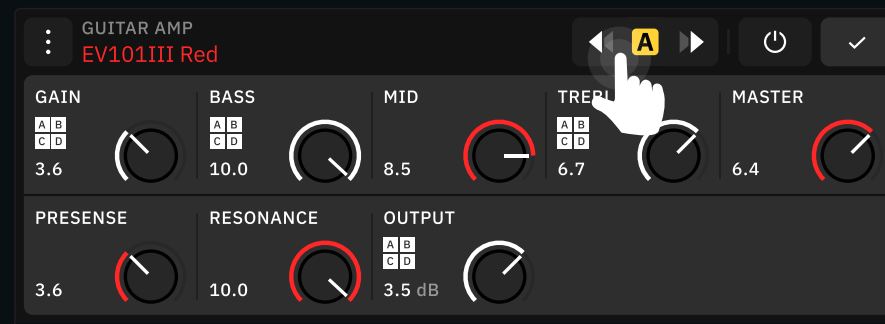 GUITAR AMP
EV101III Red
A
GAIN
A B
C D
3.6
BASS
A B
C D
10.0
MID
8.5
A B
C D
6.7
MASTER
6.4
PRESENSE
3.6
RESONANCE
10.0
OUTPUT
A B
C D
3.5 dB